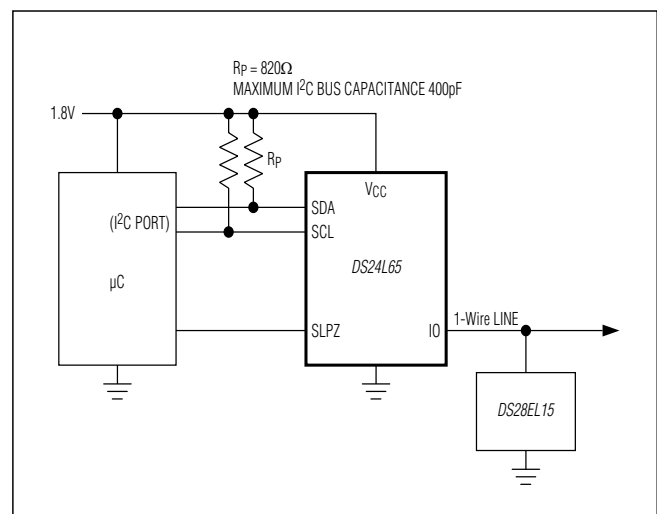 RP = 820Ω
MAXIMUM I²C BUS CAPACITANCE 400pF
1.8V
RP
VCC
(I²C PORT)
SDA
SCL
µC
DS24L65
SLPZ
IO
1-Wire LINE
DS28EL15